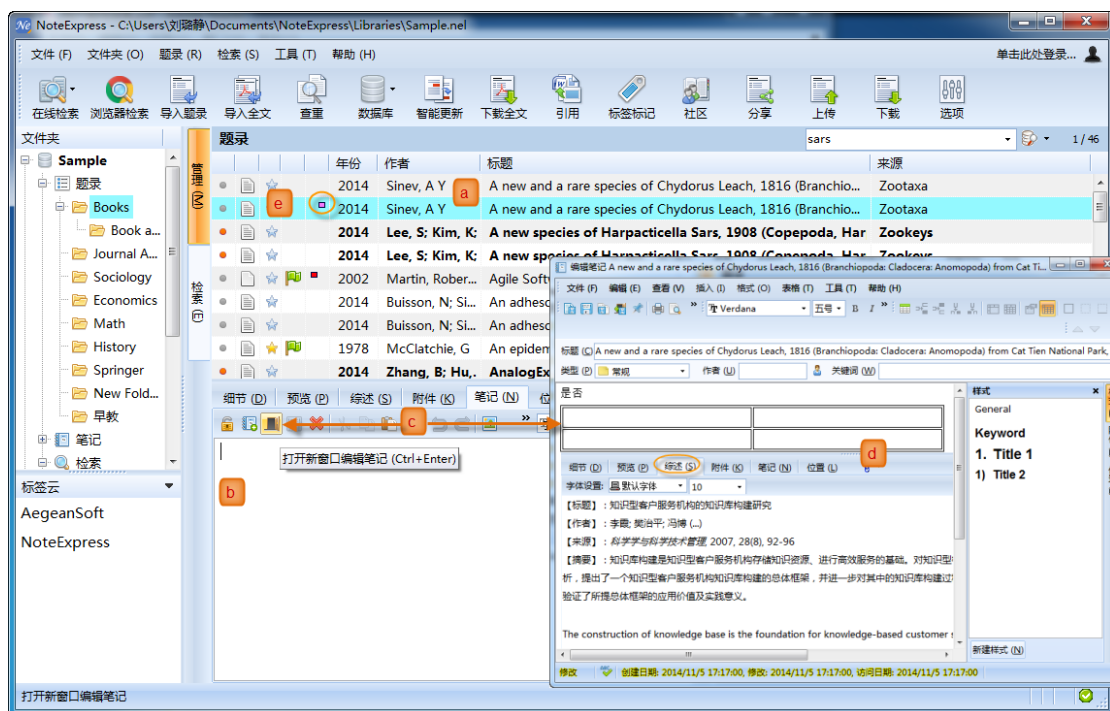 NoteExpress - C:\Users\刘璐静\Documents\NoteExpress\Libraries\Sample.nel
文件 (F) 文件夹 (O) 题录 (R) 检索 (S) 工具 (T) 帮助 (H) 单击此处登录...
在线检索 浏览器检索 导入题录 导入全文 查重 数据库 智能更新 下载全文 引用 标签标记 社区 分享 上传 下载 选项
文件夹
Sample
题录
Books
Book a...
Journal A...
Sociology
Economics
Math
History
Springer
New Fold...
早教
笔记
检索
标签云
AegeanSoft
NoteExpress
管理 (M)
检索 (E)
题录 sars 1 / 46
年份 作者 标题 来源
2014 Sinev, A Y a A new and a rare species of Chydorus Leach, 1816 (Branchio... Zootaxa
e 2014 Sinev, A Y A new and a rare species of Chydorus Leach, 1816 (Branchio... Zootaxa
2014 Lee, S; Kim, K; A new species of Harpacticella Sars, 1908 (Copepoda, Har Zookeys
2014 Lee, S; Kim, K; A new species of Harpacticella Sars, 1908 (Copepoda, Har Zookeys
2002 Martin, Rober... Agile Soft
2014 Buisson, N; Si... An adhesc
2014 Buisson, N; Si... An adhesc
1978 McClatchie, G An epiden
2014 Zhang, B; Hu,. AnalogEx
细节 (D) 预览 (P) 综述 (S) 附件 (K) 笔记 (N) 位
c
打开新窗口编辑笔记 (Ctrl+Enter)
b
编辑笔记 A new and a rare species of Chydorus Leach, 1816 (Branchiopoda: Cladocera: Anomopoda) from Cat Ti...
文件 (F) 编辑 (E) 查看 (V) 插入 (I) 格式 (O) 表格 (T) 工具 (T) 帮助 (H)
Verdana 五号 B I
标题 (C) A new and a rare species of Chydorus Leach, 1816 (Branchiopoda: Cladocera: Anomopoda) from Cat Tien National Park,
类型 (P) 常规 作者 (U) 关键词 (W)
是否
细节 (D) 预览 (P) 综述 (S) 附件 (K) 笔记 (N) 位置 (L) d
字体设置: 默认字体 10
【标题】：知识型客户服务机构的知识库构建研究
【作者】：李霞; 樊治平; 冯博 (...)
【来源】：科学学与科学技术管理, 2007, 28(8), 92-96
【摘要】：知识库构建是知识型客户服务机构存储知识资源、进行高效服务的基础。对知识型
析，提出了一个知识型客户服务机构知识库构建的总体框架，并进一步对其中的知识库构建过
验证了所提总体框架的应用价值及实践意义。
The construction of knowledge base is the foundation for knowledge-based customer
样式
General
Keyword
1. Title 1
1) Title 2
新建样式 (N)
修改 创建日期: 2014/11/5 17:17:00, 修改: 2014/11/5 17:17:00, 访问日期: 2014/11/5 17:17:00
打开新窗口编辑笔记